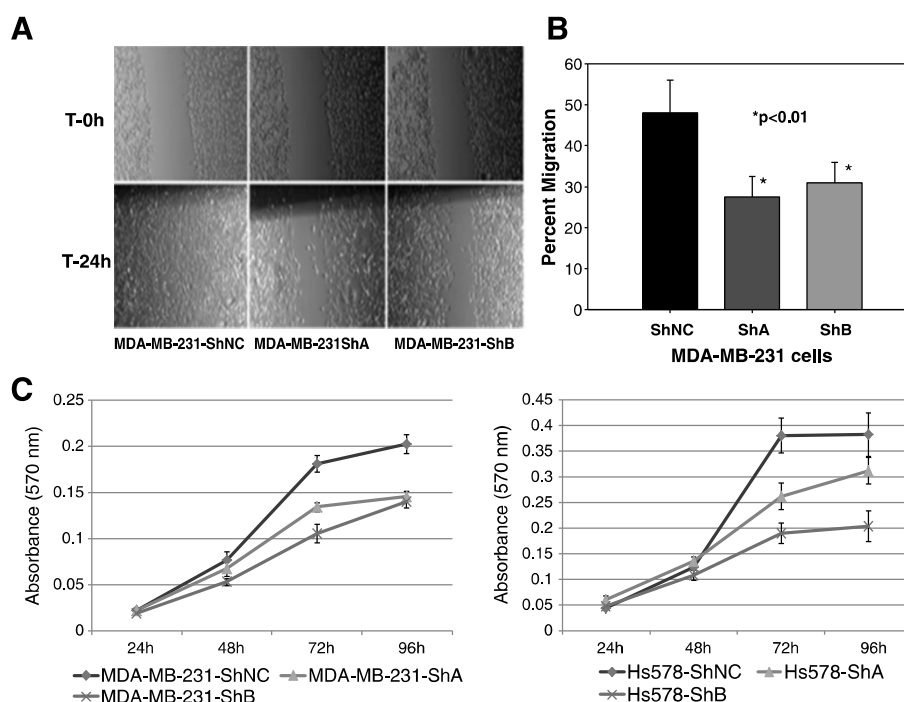 A
T-0h
T-24h
MDA-MB-231-ShNC MDA-MB-231ShA MDA-MB-231-ShB
B
Percent Migration
60
50
40
30
20
10
0
*p<0.01
*
*
ShNC ShA ShB
MDA-MB-231 cells
C
Absorbance (570 nm)
0.25
0.2
0.15
0.1
0.05
0
24h 48h 72h 96h
MDA-MB-231-ShNC MDA-MB-231-ShA
MDA-MB-231-ShB
Absorbance (570 nm)
0.45
0.4
0.35
0.3
0.25
0.2
0.15
0.1
0.05
0
24h 48h 72h 96h
Hs578-ShNC Hs578-ShA
Hs578-ShB